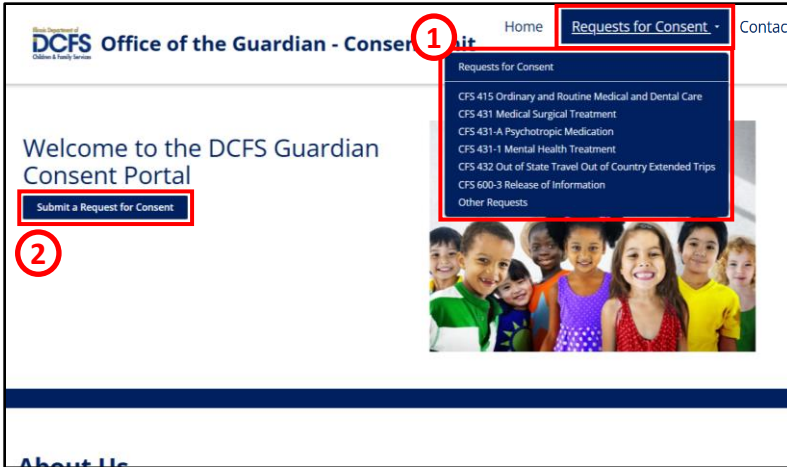 Illinois Department of
DCFS
Children & Family Services
Office of the Guardian - Consent Unit
Home
Requests for Consent
Contac
1
Requests for Consent
CFS 415 Ordinary and Routine Medical and Dental Care
CFS 431 Medical Surgical Treatment
CFS 431-A Psychotropic Medication
CFS 431-1 Mental Health Treatment
CFS 432 Out of State Travel Out of Country Extended Trips
CFS 600-3 Release of Information
Other Requests
Welcome to the DCFS Guardian
Consent Portal
Submit a Request for Consent
2
About Us